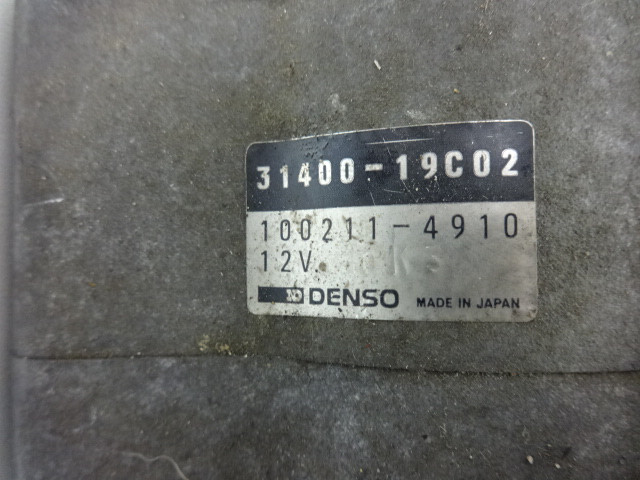 31400-19C02
100211-4910
12V
DENSO MADE IN JAPAN